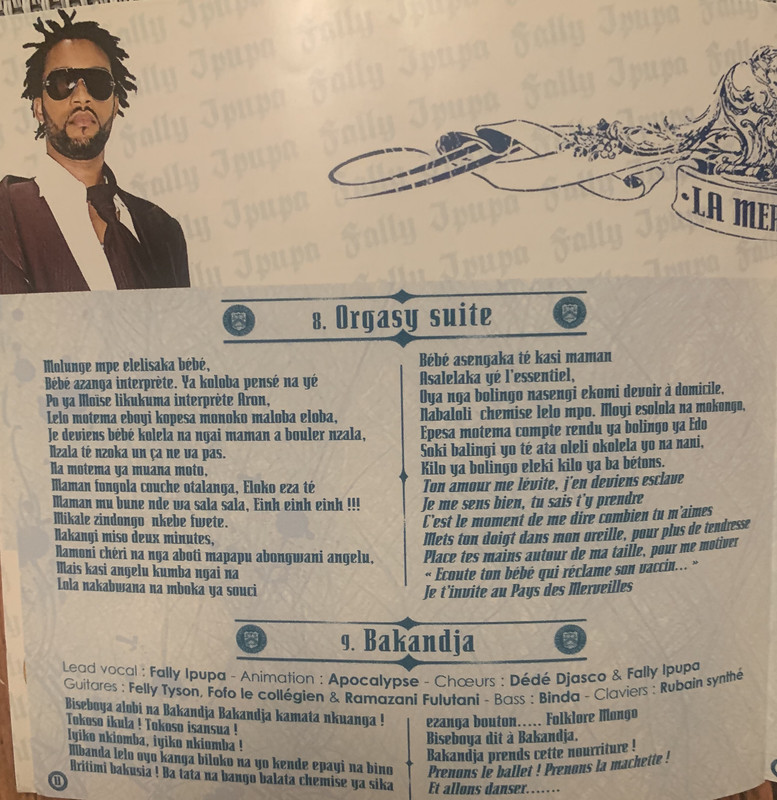 Fally Ipupa
·LA MER
8. Orgasy suite
Molunge mpe elelisaka bébé,
Bébé azanga interprète. Ya koloba pensé na yé
Po ya Moïse likukuma interprète Aron,
Lelo motema eboyi kopesa monoko maloba eloba,
Je deviens bébé kolela na ngai maman a bouler nzala,
Nzala té nzoka un ça ne va pas.
Na motema ya muana moto,
Maman fongola couche otalanga, Eloko eza té
Maman mu bune nde wa sala sala, Einh einh einh !!!
Mikale zindongo nkebe fwete.
Nakangi miso deux minutes,
Namoni chéri na nga aboti mapapu abongwani angelu,
Mais kasi angelu kumba ngai na
Lola nakabwana na mboka ya souci
Bébé asengaka té kasi maman
Asalelaka yé l'essentiel,
Oya nga bolingo nasengi ekomi devoir à domicile,
Nabaloli chemise lelo mpo. Moyi esolola na mokongo,
Epesa motema compte rendu ya bolingo ya Edo
Soki balingi yo té ata oleli okolela yo na nani,
Kilo ya bolingo eleki kilo ya ba bétons.
Ton amour me lévite, j'en deviens esclave
Je me sens bien, tu sais t'y prendre
C'est le moment de me dire combien tu m'aimes
Mets ton doigt dans mon oreille, pour plus de tendresse
Place tes mains autour de ma taille, pour me motiver
« Ecoute ton bébé qui réclame son vaccin... »
Je t'invite au Pays des Merveilles
9. Bakandja
Lead vocal : Fally Ipupa - Animation : Apocalypse - Chœurs : Dédé Djasco & Fally Ipupa
Guitares : Felly Tyson, Fofo le collégien & Ramazani Fulutani - Bass : Binda - Claviers : Rubain synthé
Biseboya alobi na Bakandja Bakandja kamata nkuanga !
Tokoso ikula ! Tokoso isansua !
Iyiko nkiomba, iyiko nkiomba !
Mbanda lelo oyo kanga biloko na yo kende epayi na bino
Rritimi bakusia ! Ba tata na bango balata chemise ya sika
ezanga bouton..... Folklore Mongo
Biseboya dit à Bakandja.
Bakandja prends cette nourriture !
Prenons le ballet ! Prenons la machette !
Et allons danser.......
11